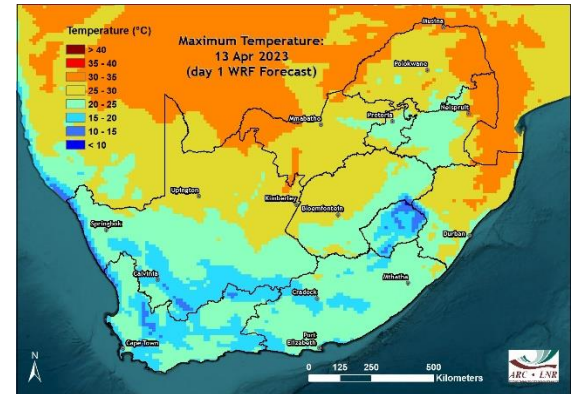 Temperature (°C)
> 40
35 - 40
30 - 35
25 - 30
20 - 25
15 - 20
10 - 15
< 10
Maximum Temperature:
13 Apr 2023
(day 1 WRF Forecast)
Musina
Polokwane
Mmabatho
Pretoria
Nelspruit
Upington
Kimberley
Bloemfontein
Springbok
Durban
Calvinia
Mthatha
Cradock
Cape Town
Port
Elizabeth
N
0 125 250 500
Kilometers
ARC • LNR